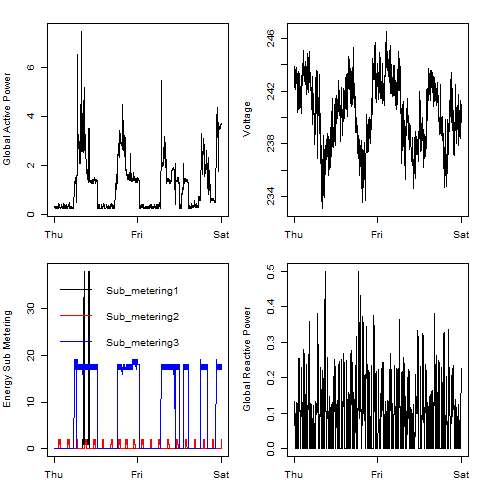 Global Active Power
0 2 4 6
Thu Fri Sat
Voltage
234 238 242 246
Thu Fri Sat
Energy Sub Metering
0 10 20 30
Sub_metering1
Sub_metering2
Sub_metering3
Thu Fri Sat
Global Reactive Power
0.0 0.1 0.2 0.3 0.4 0.5
Thu Fri Sat